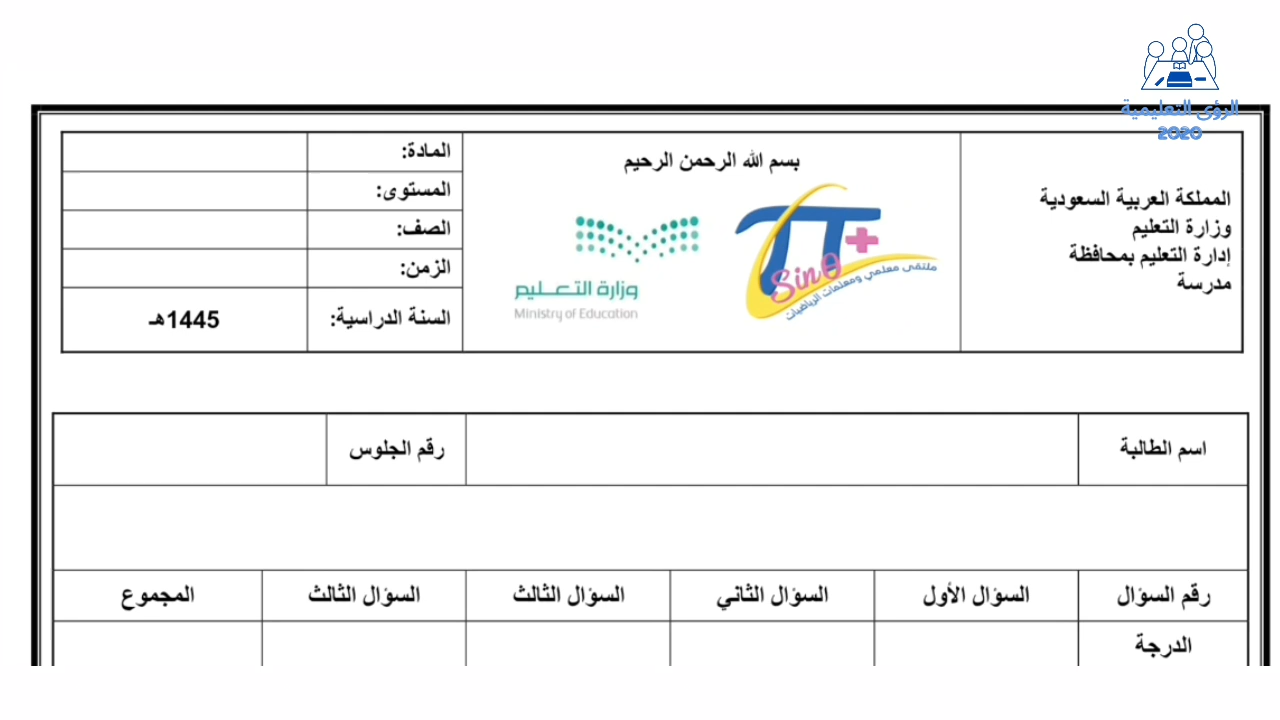 الرؤى التعليمية
2020
المملكة العربية السعودية
وزارة التعليم
إدارة التعليم بمحافظة
مدرسة
بسم الله الرحمن الرحيم
π+
Sinθ
ملتقى معلمي ومعلمات الرياضيات
وزارة التعـليم
Ministry of Education
المادة:
المستوى:
الصف:
الزمن:
السنة الدراسية: 1445هـ
اسم الطالبة رقم الجلوس
رقم السؤال السؤال الأول السؤال الثاني السؤال الثالث السؤال الثالث المجموع
الدرجة